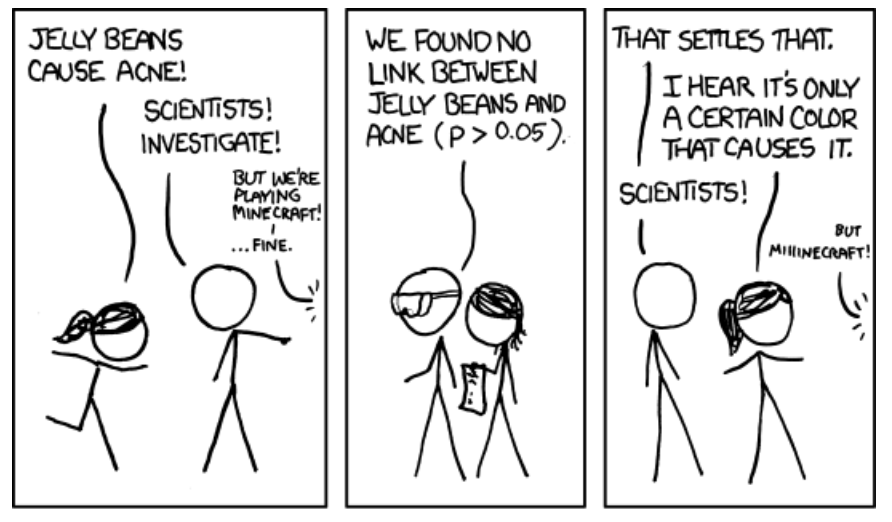 JELLY BEANS
CAUSE ACNE!
SCIENTISTS!
INVESTIGATE!
BUT WE'RE
PLAYING
MINECRAFT!
...FINE.
WE FOUND NO
LINK BETWEEN
JELLY BEANS AND
ACNE (P > 0.05).
THAT SETTLES THAT.
I HEAR IT'S ONLY
A CERTAIN COLOR
THAT CAUSES IT.
SCIENTISTS!
BUT
MIIIINECRAFT!